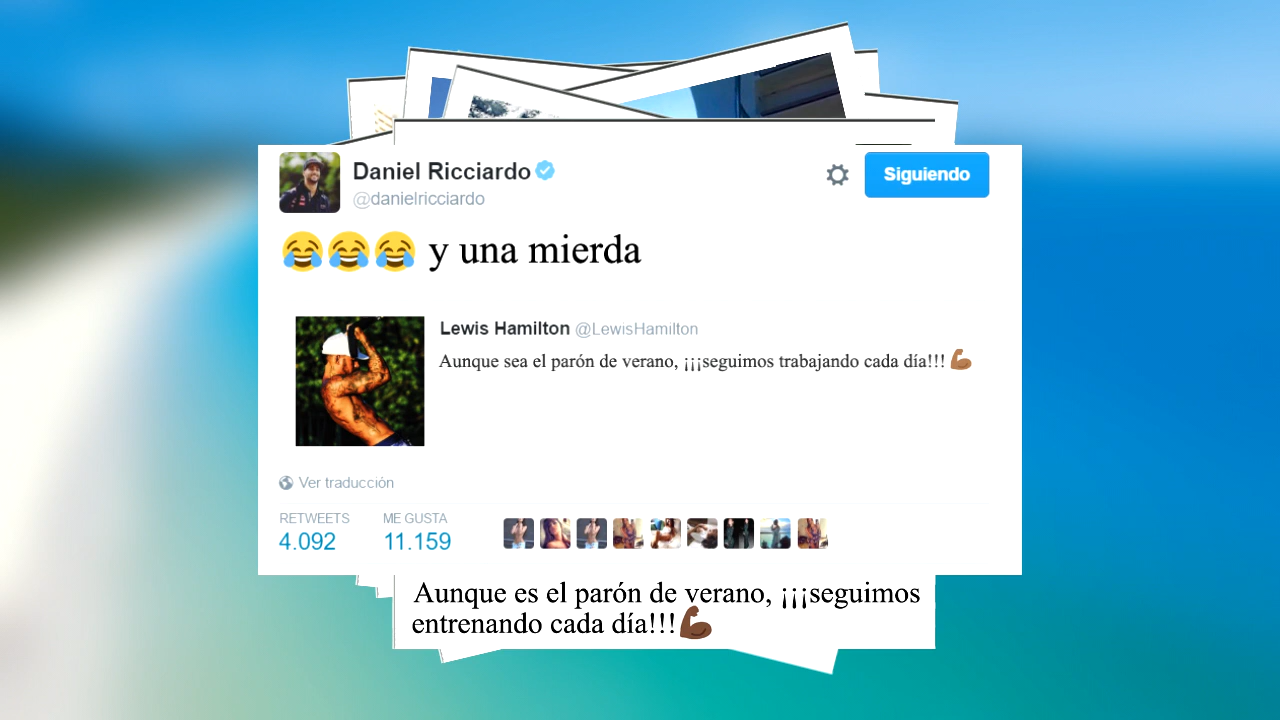 Daniel Ricciardo
@danielricciardo
Siguiendo
😂😂😂 y una mierda
Lewis Hamilton @LewisHamilton
Aunque sea el parón de verano, ¡¡¡seguimos trabajando cada día!!! 💪🏾
Ver traducción
RETWEETS ME GUSTA
4.092 11.159
Aunque es el parón de verano, ¡¡¡seguimos
entrenando cada día!!!💪🏾